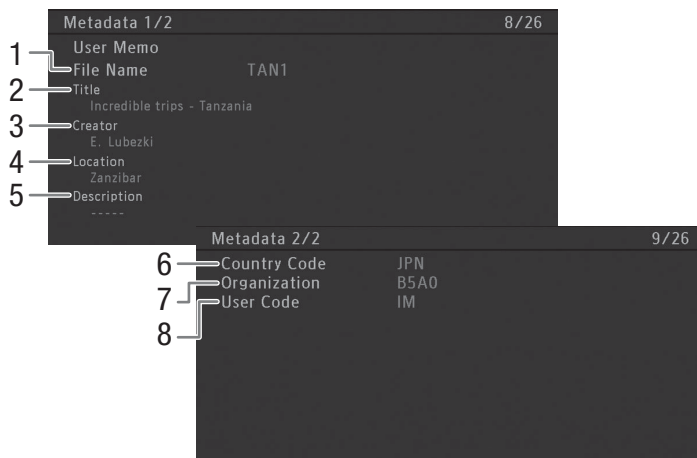 Metadata 1/2 8/26
User Memo
1 File Name TAN1
2 Title
Incredible trips - Tanzania
3 Creator
E. Lubezki
4 Location
Zanzibar
5 Description
-----
Metadata 2/2 9/26
6 Country Code JPN
7 Organization B5A0
8 User Code IM